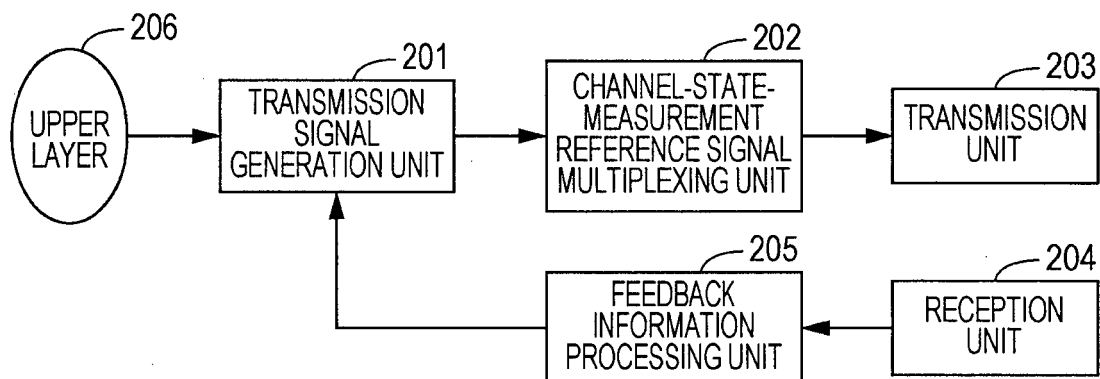 206
UPPER
LAYER
201
TRANSMISSION
SIGNAL
GENERATION UNIT
202
CHANNEL-STATE-
MEASUREMENT
REFERENCE SIGNAL
MULTIPLEXING UNIT
203
TRANSMISSION
UNIT
205
FEEDBACK
INFORMATION
PROCESSING UNIT
204
RECEPTION
UNIT